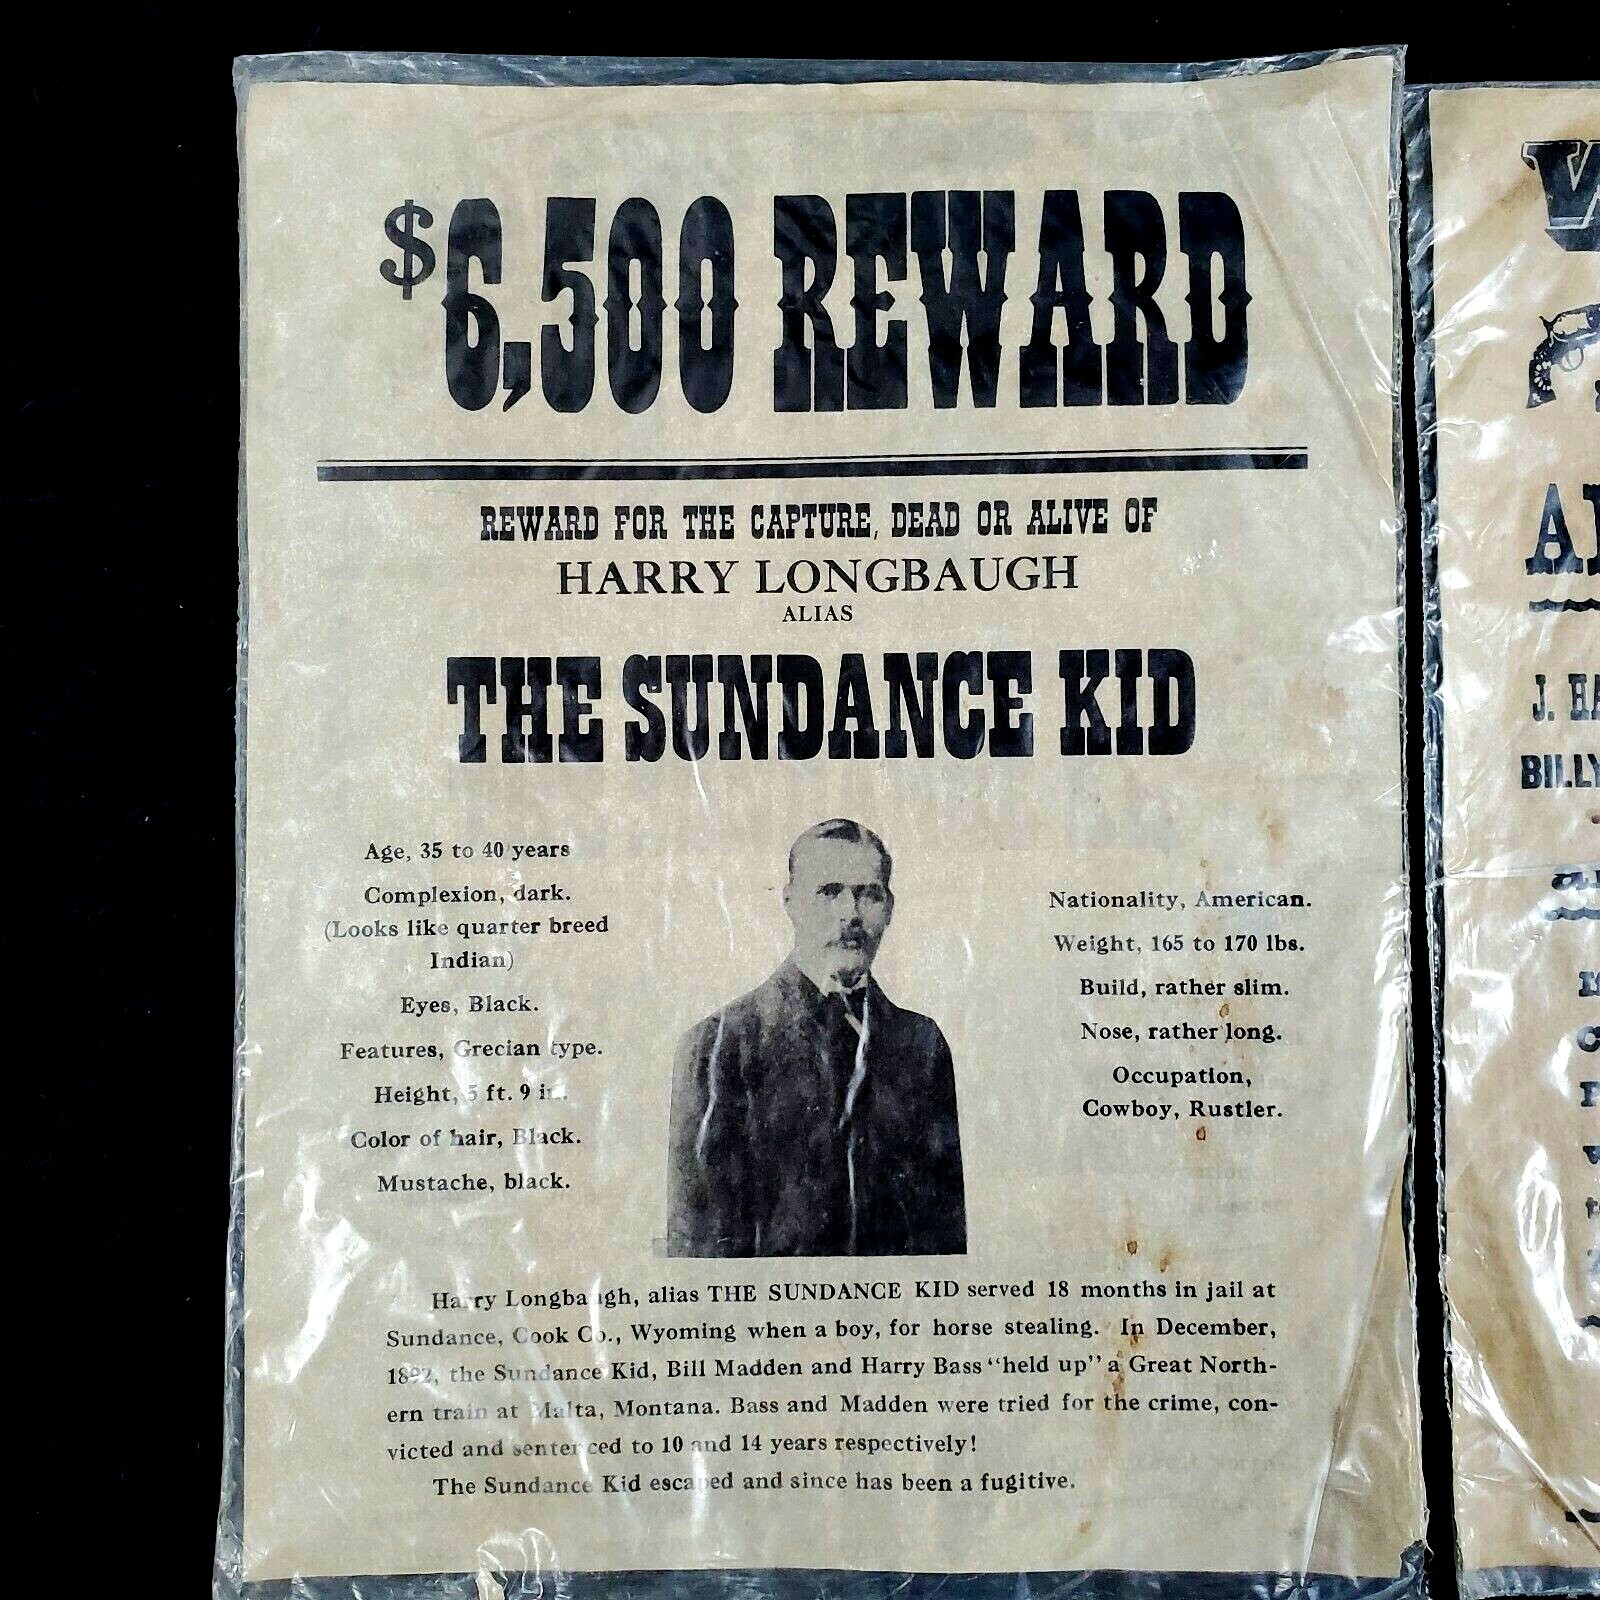 $6,500 REWARD
REWARD FOR THE CAPTURE, DEAD OR ALIVE OF
HARRY LONGBAUGH
ALIAS
THE SUNDANCE KID
Age, 35 to 40 years
Complexion, dark.
(Looks like quarter breed
Indian)
Eyes, Black.
Features, Grecian type.
Height, 5 ft. 9 in.
Color of hair, Black.
Mustache, black.
Nationality, American.
Weight, 165 to 170 lbs.
Build, rather slim.
Nose, rather long.
Occupation,
Cowboy, Rustler.
Harry Longbaugh, alias THE SUNDANCE KID served 18 months in jail at
Sundance, Cook Co., Wyoming when a boy, for horse stealing. In December,
1892, the Sundance Kid, Bill Madden and Harry Bass "held up" a Great North-
ern train at Malta, Montana. Bass and Madden were tried for the crime, con-
victed and sentenced to 10 and 14 years respectively!
The Sundance Kid escaped and since has been a fugitive.
J. HA
BILLY